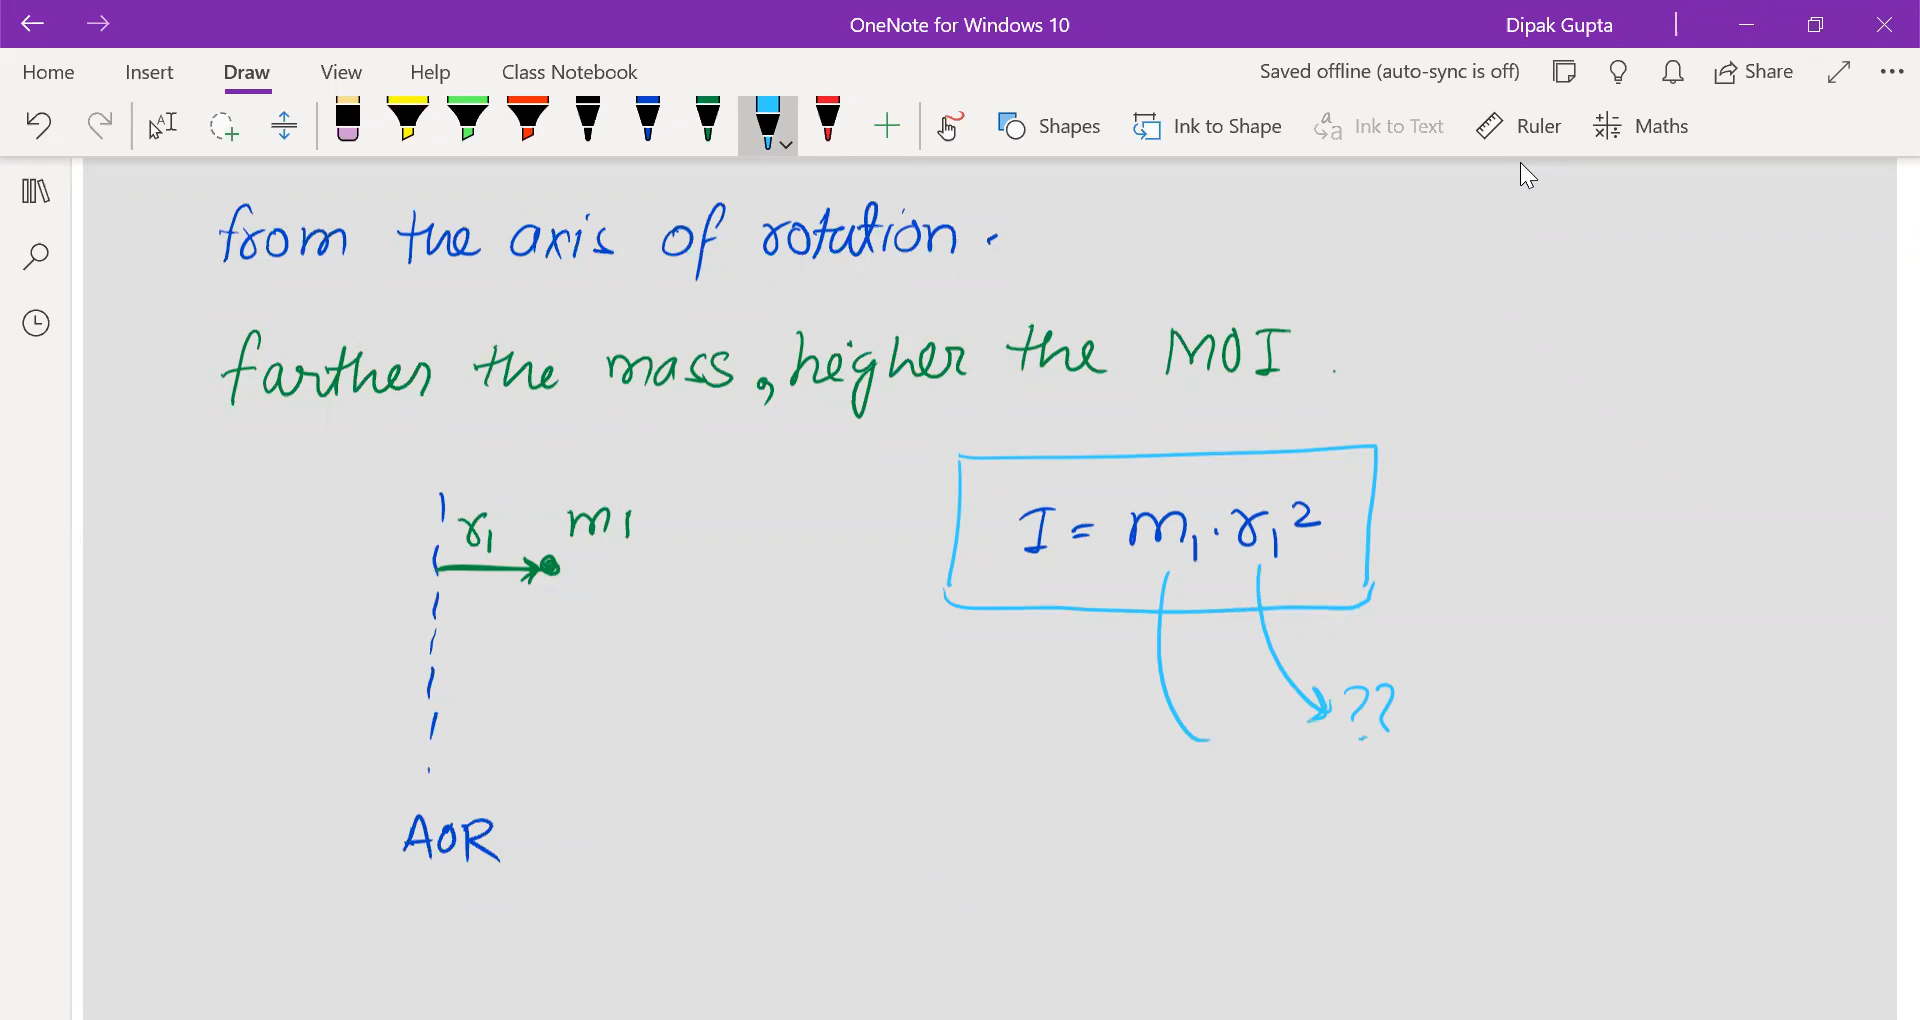 OneNote for Windows 10
Dipak Gupta
Home Insert Draw View Help Class Notebook
Saved offline (auto-sync is off) Share
Shapes Ink to Shape Ink to Text Ruler Maths
from the axis of rotation.
farther the mass, higher the MOI.
r₁ m₁
I = m₁·r₁²
??
AOR